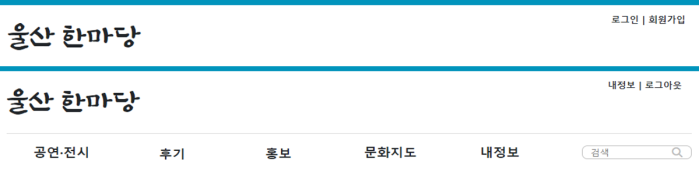 로그인 | 회원가입
울산 한마당
내정보 | 로그아웃
울산 한마당
공연·전시 후기 홍보 문화지도 내정보 검색